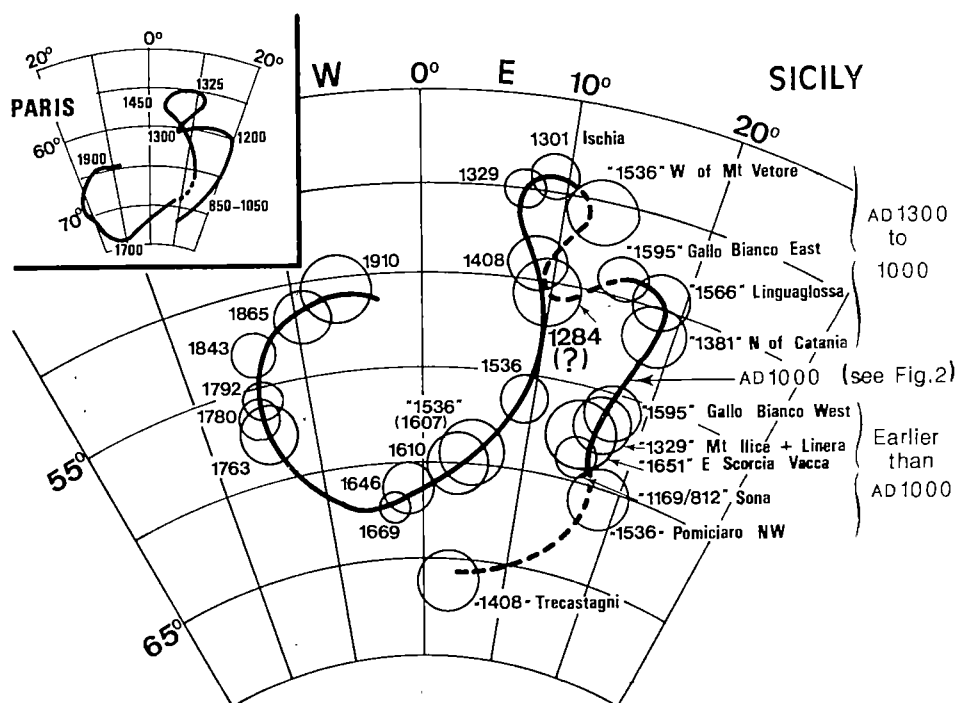 0°
20°
20°
PARIS
1325
1450
60°
1300
1200
1900
70°
850-1050
1700
W
0°
E
10°
SICILY
20°
1301 Ischia
1329
"1536" W of Mt Vetore
AD 1300
to
1000
1408
"1595" Gallo Bianco East
1910
"1566" Linguaglossa
1865
1284
(?)
"1381" N of Catania
1843
1536
AD 1000 (see Fig.2)
1792
"1536"
(1607)
"1595" Gallo Bianco West
1780
1610
"1329" Mt Ilice + Linera
Earlier
than
AD 1000
1763
"1651" E Scorcia Vacca
55°
1646
"1169/812" Sona
1669
-1536- Pomiciaro NW
-1408- Trecastagni
65°